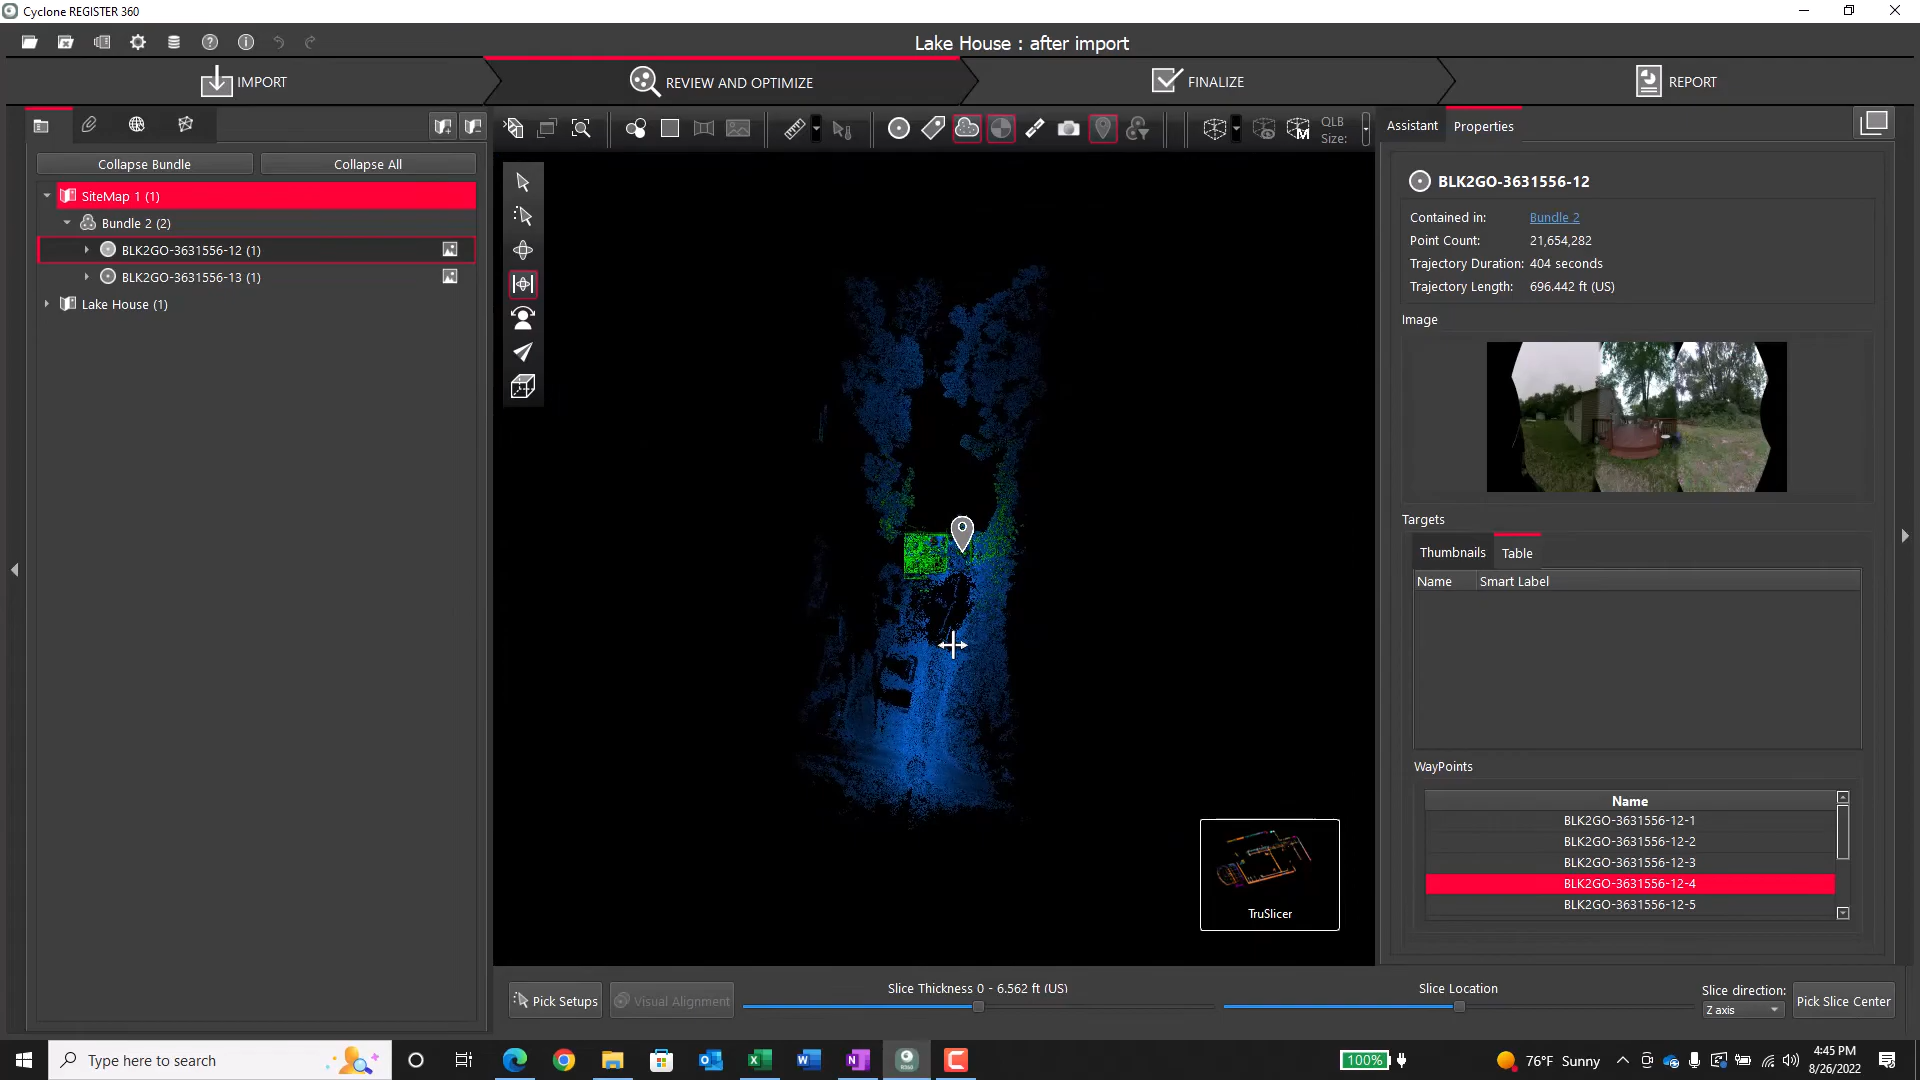 Cyclone REGISTER 360
Lake House : after import
IMPORT
REVIEW AND OPTIMIZE
FINALIZE
REPORT
QLB
Size:
Assistant
Properties
Collapse Bundle
Collapse All
SiteMap 1 (1)
Bundle 2 (2)
BLK2GO-3631556-12 (1)
BLK2GO-3631556-13 (1)
Lake House (1)
BLK2GO-3631556-12
Contained in: Bundle 2
Point Count: 21,654,282
Trajectory Duration: 404 seconds
Trajectory Length: 696.442 ft (US)
Image
Targets
Thumbnails
Table
Name
Smart Label
WayPoints
Name
BLK2GO-3631556-12-1
BLK2GO-3631556-12-2
BLK2GO-3631556-12-3
BLK2GO-3631556-12-4
BLK2GO-3631556-12-5
TruSlicer
Pick Setups
Visual Alignment
Slice Thickness 0 - 6.562 ft (US)
Slice Location
Slice direction:
Z axis
Pick Slice Center
Type here to search
100%
76°F Sunny
4:45 PM
8/26/2022